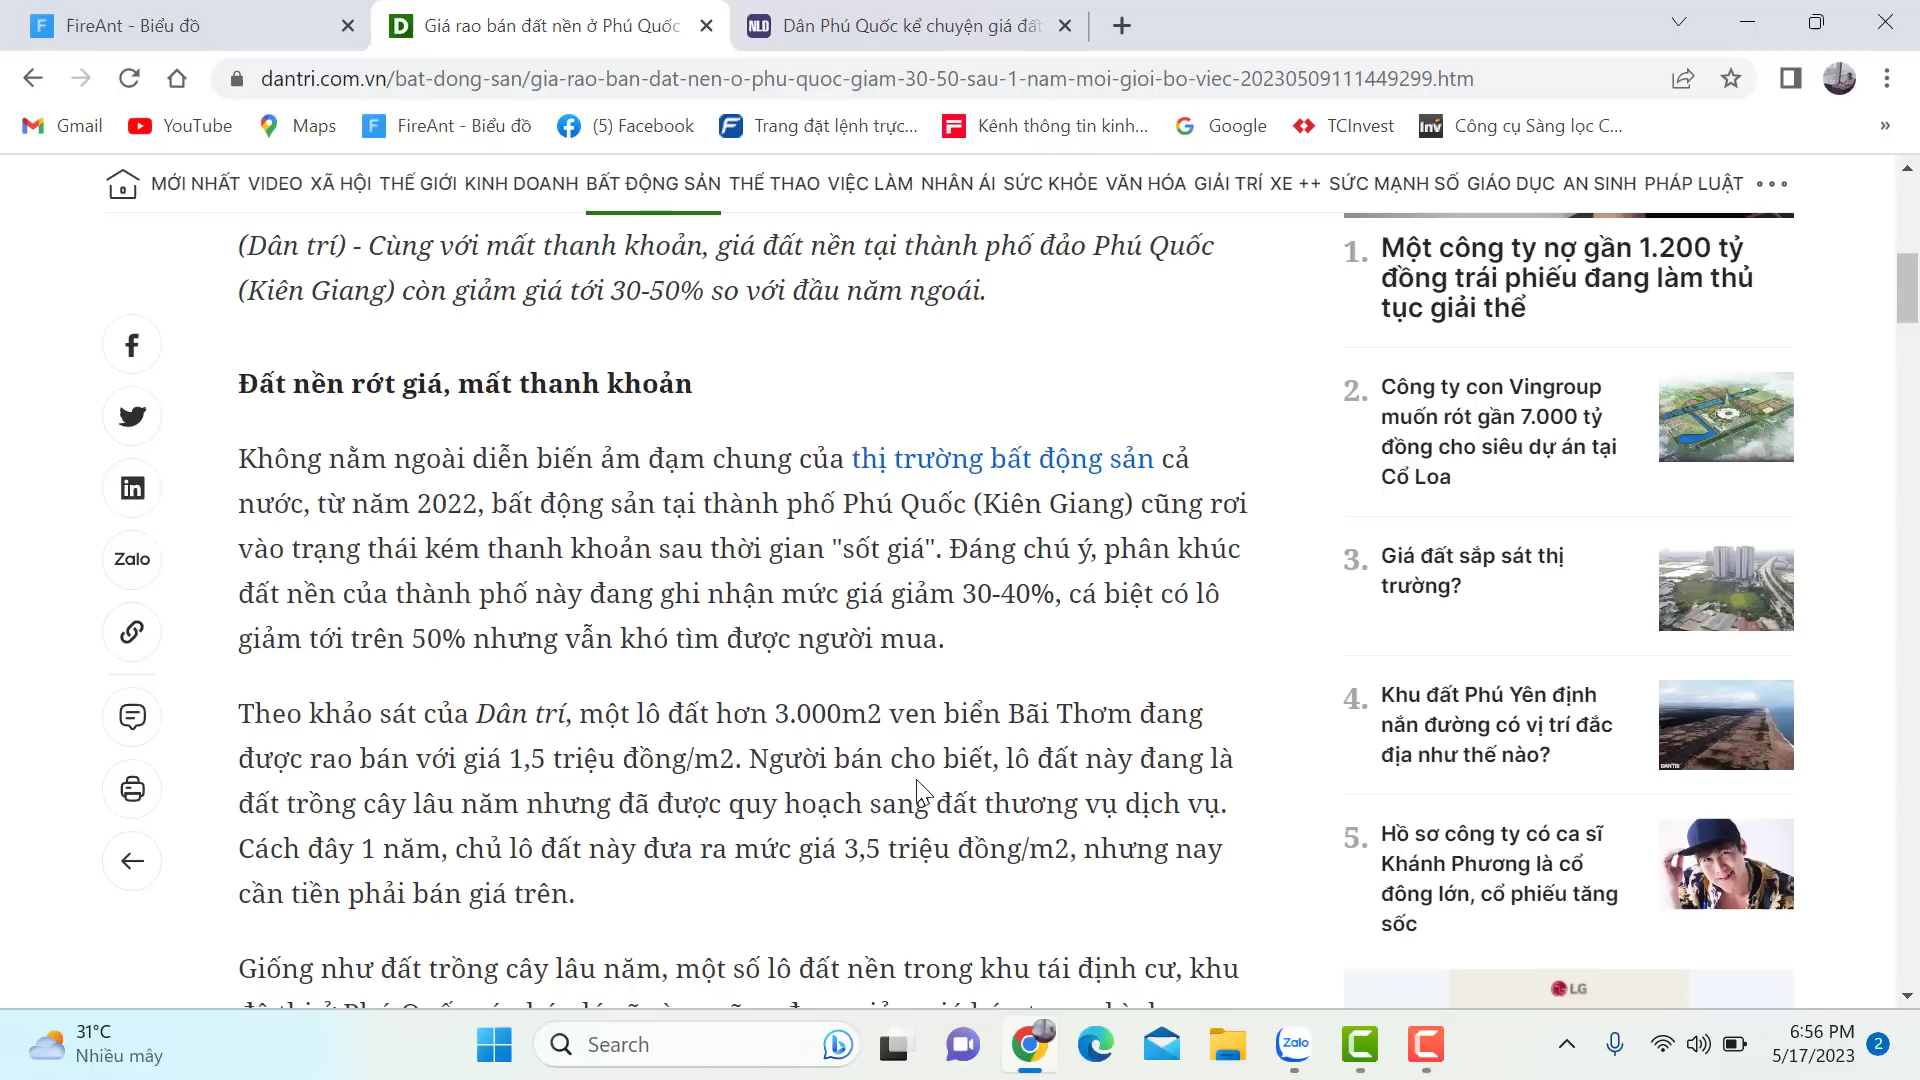 FireAnt - Biểu đồ
Giá rao bán đất nền ở Phú Quốc
NLD
Dân Phú Quốc kể chuyện giá đất
dantri.com.vn/bat-dong-san/gia-rao-ban-dat-nen-o-phu-quoc-giam-30-50-sau-1-nam-moi-gioi-bo-viec-20230509111449299.htm
Gmail YouTube Maps FireAnt - Biểu đồ (5) Facebook Trang đặt lệnh trực... Kênh thông tin kinh... Google TCInvest Công cụ Sàng lọc C... »
MỚI NHẤT VIDEO XÃ HỘI THẾ GIỚI KINH DOANH BẤT ĐỘNG SẢN THỂ THAO VIỆC LÀM NHÂN ÁI SỨC KHỎE VĂN HÓA GIẢI TRÍ XE ++ SỨC MẠNH SỐ GIÁO DỤC AN SINH PHÁP LUẬT
(Dân trí) - Cùng với mất thanh khoản, giá đất nền tại thành phố đảo Phú Quốc
(Kiên Giang) còn giảm giá tới 30-50% so với đầu năm ngoái.
Đất nền rớt giá, mất thanh khoản
Không nằm ngoài diễn biến ảm đạm chung của thị trường bất động sản cả
nước, từ năm 2022, bất động sản tại thành phố Phú Quốc (Kiên Giang) cũng rơi
vào trạng thái kém thanh khoản sau thời gian "sốt giá". Đáng chú ý, phân khúc
đất nền của thành phố này đang ghi nhận mức giá giảm 30-40%, cá biệt có lô
giảm tới trên 50% nhưng vẫn khó tìm được người mua.
Theo khảo sát của Dân trí, một lô đất hơn 3.000m2 ven biển Bãi Thơm đang
được rao bán với giá 1,5 triệu đồng/m2. Người bán cho biết, lô đất này đang là
đất trồng cây lâu năm nhưng đã được quy hoạch sang đất thương vụ dịch vụ.
Cách đây 1 năm, chủ lô đất này đưa ra mức giá 3,5 triệu đồng/m2, nhưng nay
cần tiền phải bán giá trên.
Giống như đất trồng cây lâu năm, một số lô đất nền trong khu tái định cư, khu
Zalo
1. Một công ty nợ gần 1.200 tỷ
đồng trái phiếu đang làm thủ
tục giải thể
2. Công ty con Vingroup
muốn rót gần 7.000 tỷ
đồng cho siêu dự án tại
Cổ Loa
3. Giá đất sắp sát thị
trường?
4. Khu đất Phú Yên định
nắn đường có vị trí đắc
địa như thế nào?
DANTRI
5. Hồ sơ công ty có ca sĩ
Khánh Phương là cổ
đông lớn, cổ phiếu tăng
sốc
LG
31°C
Nhiều mây
Search
Zalo
6:56 PM
5/17/2023
2